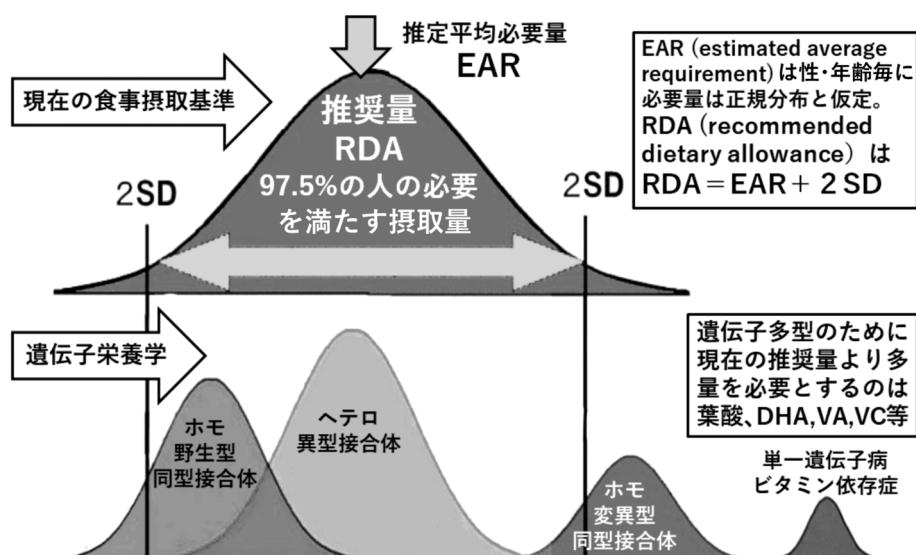 推定平均必要量
EAR
現在の食事摂取基準
推奨量
RDA
97.5%の人の必要
を満たす摂取量
2SD
2SD
EAR(estimated average
requirement)は性・年齢毎に
必要量は正規分布と仮定。
RDA(recommended
dietary allowance) は
RDA=EAR+ 2 SD
遺伝子栄養学
ホモ
野生型
同型接合体
ヘテロ
異型接合体
ホモ
変異型
同型接合体
遺伝子多型のために
現在の推奨量より多
量を必要とするのは
葉酸、DHA,VA,VC等
単一遺伝子病
ビタミン依存症